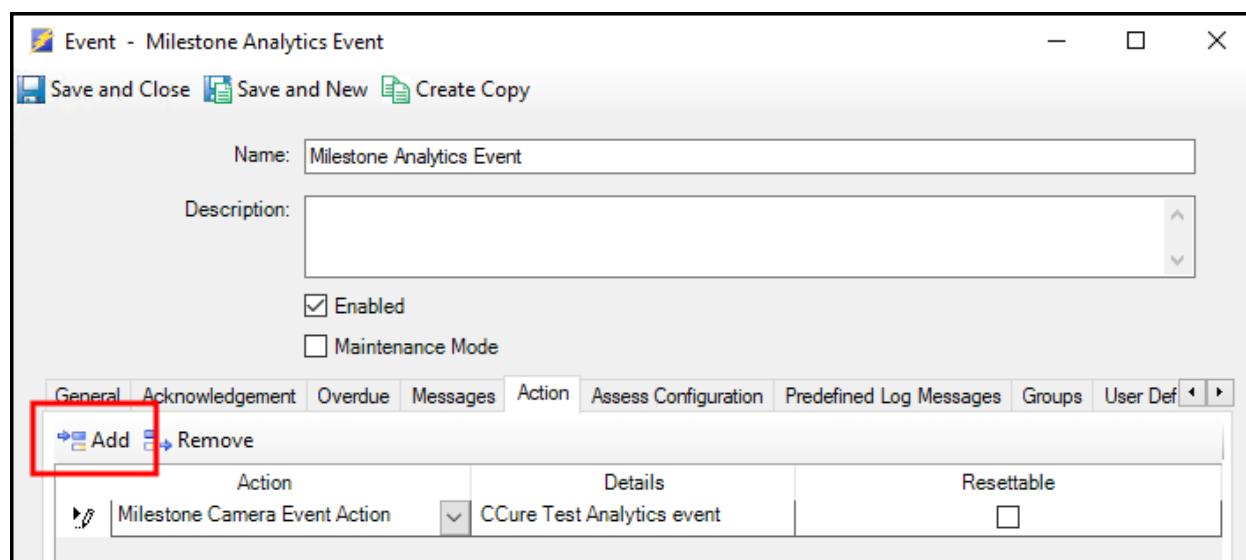 Event - Milestone Analytics Event
Save and Close Save and New Create Copy
Name: Milestone Analytics Event
Description:
Enabled
Maintenance Mode
General Acknowledgement Overdue Messages Action Assess Configuration Predefined Log Messages Groups User Def
Add Remove
Action Details Resettable
Milestone Camera Event Action CCure Test Analytics event